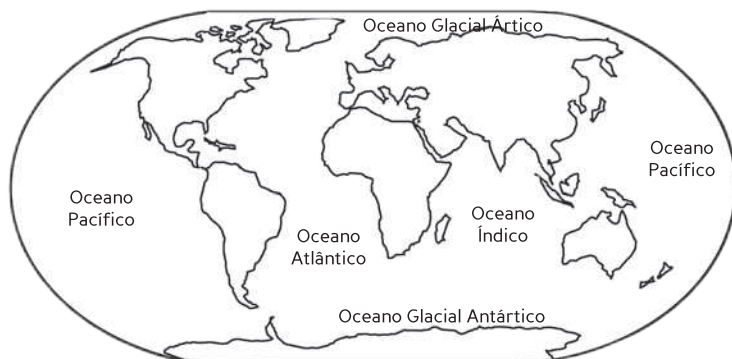 Oceano Glacial Ártico
Oceano
Pacífico
Oceano
Pacífico
Oceano
Índico
Oceano
Atlântico
Oceano Glacial Antártico